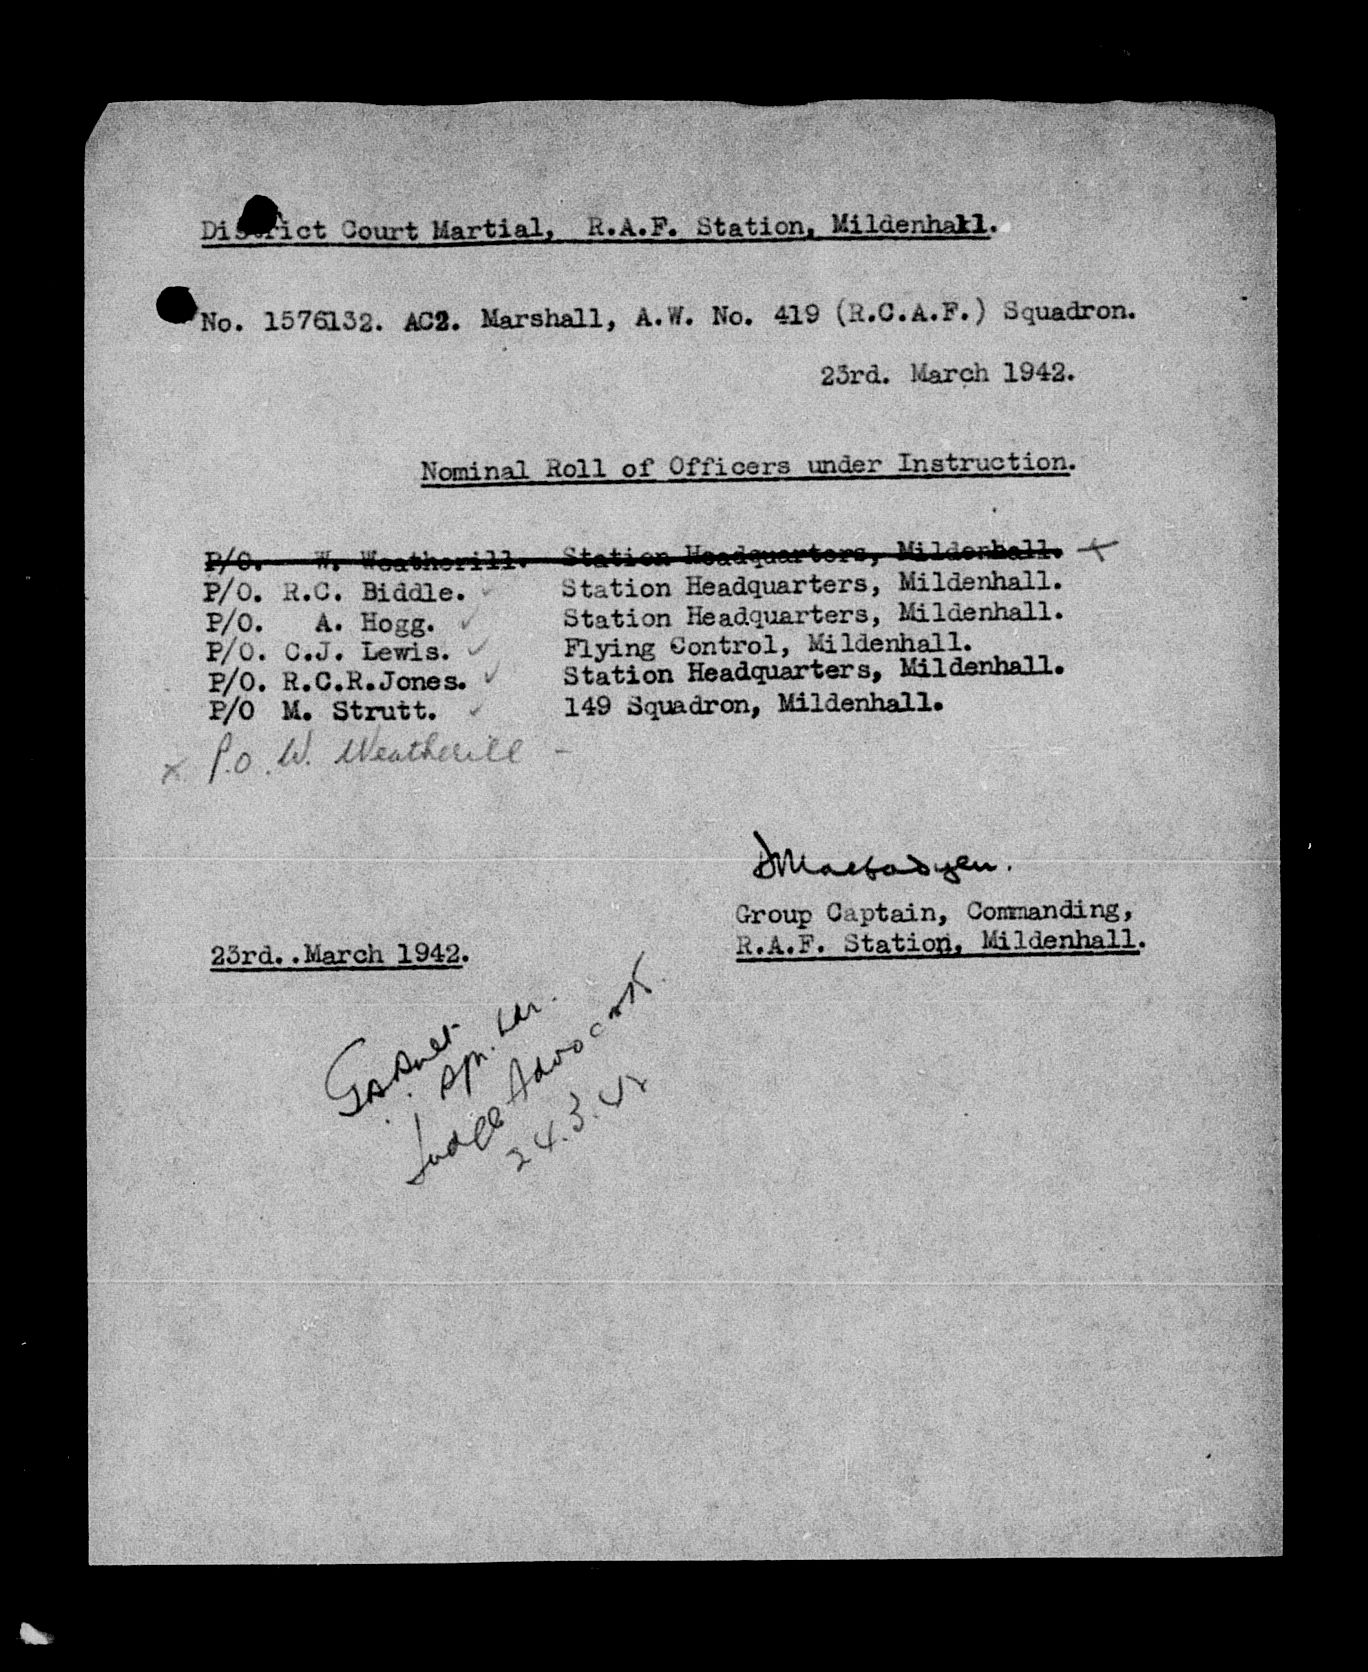 District Court Martial, R.A.F. Station, Mildenhall.
No. 1576132. AC2. Marshall, A.W. No. 419 (R.C.A.F.) Squadron.
23rd. March 1942.
Nominal Roll of Officers under Instruction.
P/O. W. Weatherill. Station Headquarters, Mildenhall. x
P/O. R.C. Biddle. ✓ Station Headquarters, Mildenhall.
P/O. A. Hogg. ✓ Station Headquarters, Mildenhall.
P/O. C.J. Lewis. ✓ Flying Control, Mildenhall.
P/O. R.C.R.Jones. ✓ Station Headquarters, Mildenhall.
P/O M. Strutt. ✓ 149 Squadron, Mildenhall.
x P.O. W. Weatherill -
Group Captain, Commanding,
R.A.F. Station, Mildenhall.
23rd..March 1942.
Judge Advocate
24.3.42